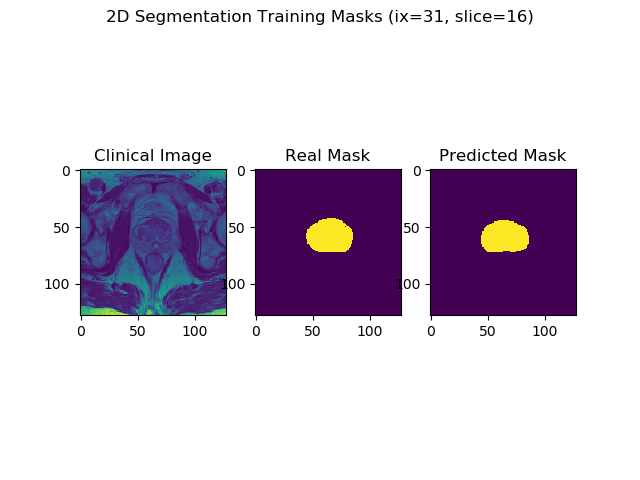 2D Segmentation Training Masks (ix=31, slice=16)
Clinical Image Real Mask Predicted Mask
0 0 0
50 50 50
100 100 100
0 50 100 0 50 100 0 50 100